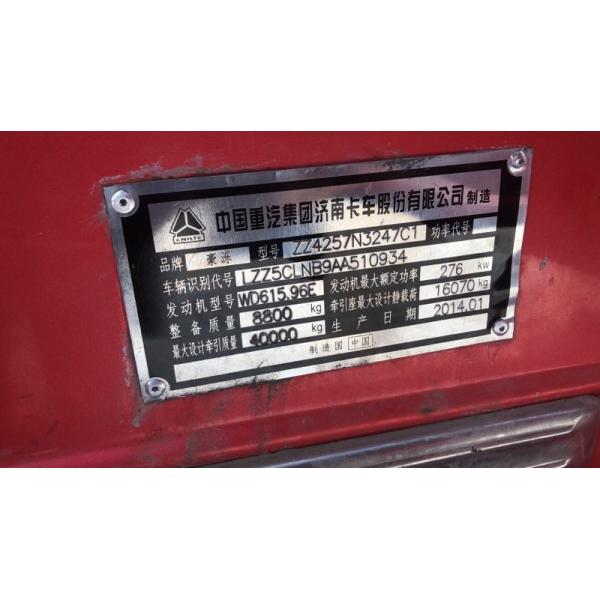 中国重汽集团济南卡车股份有限公司 制造
CNHTC
品牌 豪泺 型号 ZZ4257N3247C1 功率代号
车辆识别代号 LZZ5CLNB9AA510934
发动机型号 WD615.96E 发动机最大额定功率 276 kw
整备质量 8800 kg 牵引座最大设计静载荷 16070 kg
最大设计牵引质量 40000 kg 生产日期 2014.01
制造国 中国